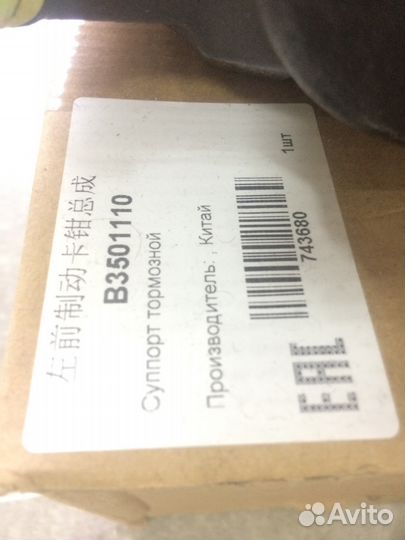 左前制动卡钳总成
B3501110
Суппорт тормозной
Производитель: , Китай
743680
1шт
EAC
Avito